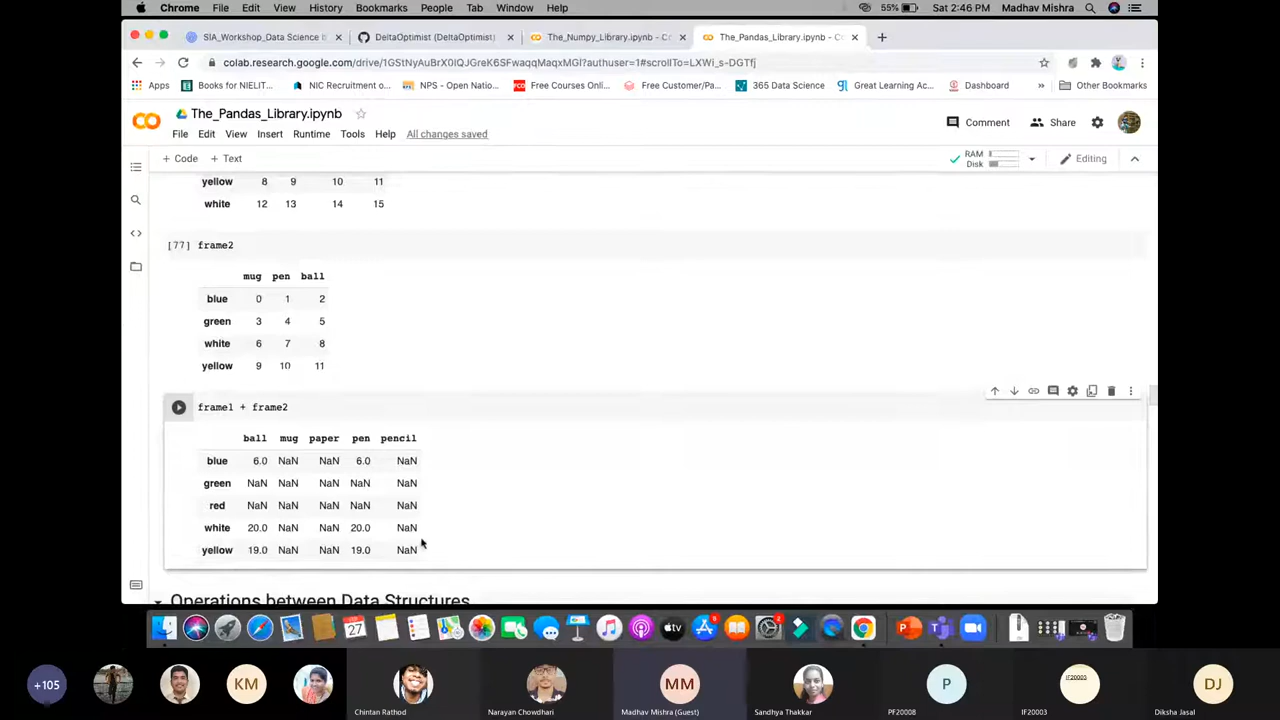 Chrome File Edit View History Bookmarks People Tab Window Help 55% Sat 2:46 PM Madhav Mishra
SIA_Workshop_Data Science b DeltaOptimist (DeltaOptimist) The_Numpy_Library.ipynb - Co The_Pandas_Library.ipynb - Co
colab.research.google.com/drive/1GStNyAuBrX0lQJGreK6SFwaqqMaqxMGl?authuser=1#scrollTo=LXWi_s-DGTfj
Apps Books for NIELIT... NIC Recruitment o... NPS - Open Natio... Free Courses Onli... Free Customer/Pa... 365 Data Science Great Learning Ac... Dashboard » Other Bookmarks
The_Pandas_Library.ipynb
Comment Share
File Edit View Insert Runtime Tools Help All changes saved
+ Code + Text RAM Disk Editing
yellow 8 9 10 11
white 12 13 14 15
[77] frame2
mug pen ball
blue 0 1 2
green 3 4 5
white 6 7 8
yellow 9 10 11
frame1 + frame2
ball mug paper pen pencil
blue 6.0 NaN NaN 6.0 NaN
green NaN NaN NaN NaN NaN
red NaN NaN NaN NaN NaN
white 20.0 NaN NaN 20.0 NaN
yellow 19.0 NaN NaN 19.0 NaN
Operations between Data Structures
27 tv
+105 KM MM P IF20003 DJ
Chintan Rathod Narayan Chowdhari Madhav Mishra (Guest) Sandhya Thakkar PF20008 IF20003 Diksha Jasal